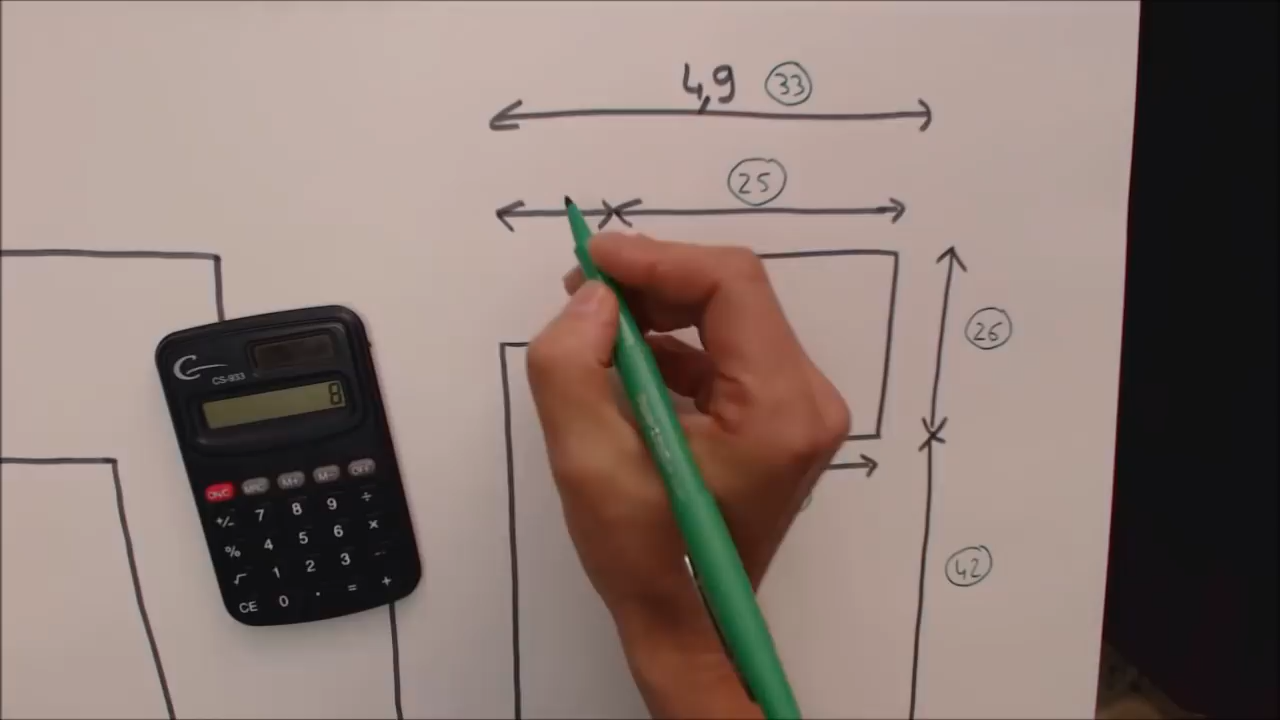 4,9 33
25
26
42
CS-933
8
ON/C MRC M+ M- OFF
+/- 7 8 9 ÷
% 4 5 6 ×
√ 1 2 3 -
CE 0 . = +